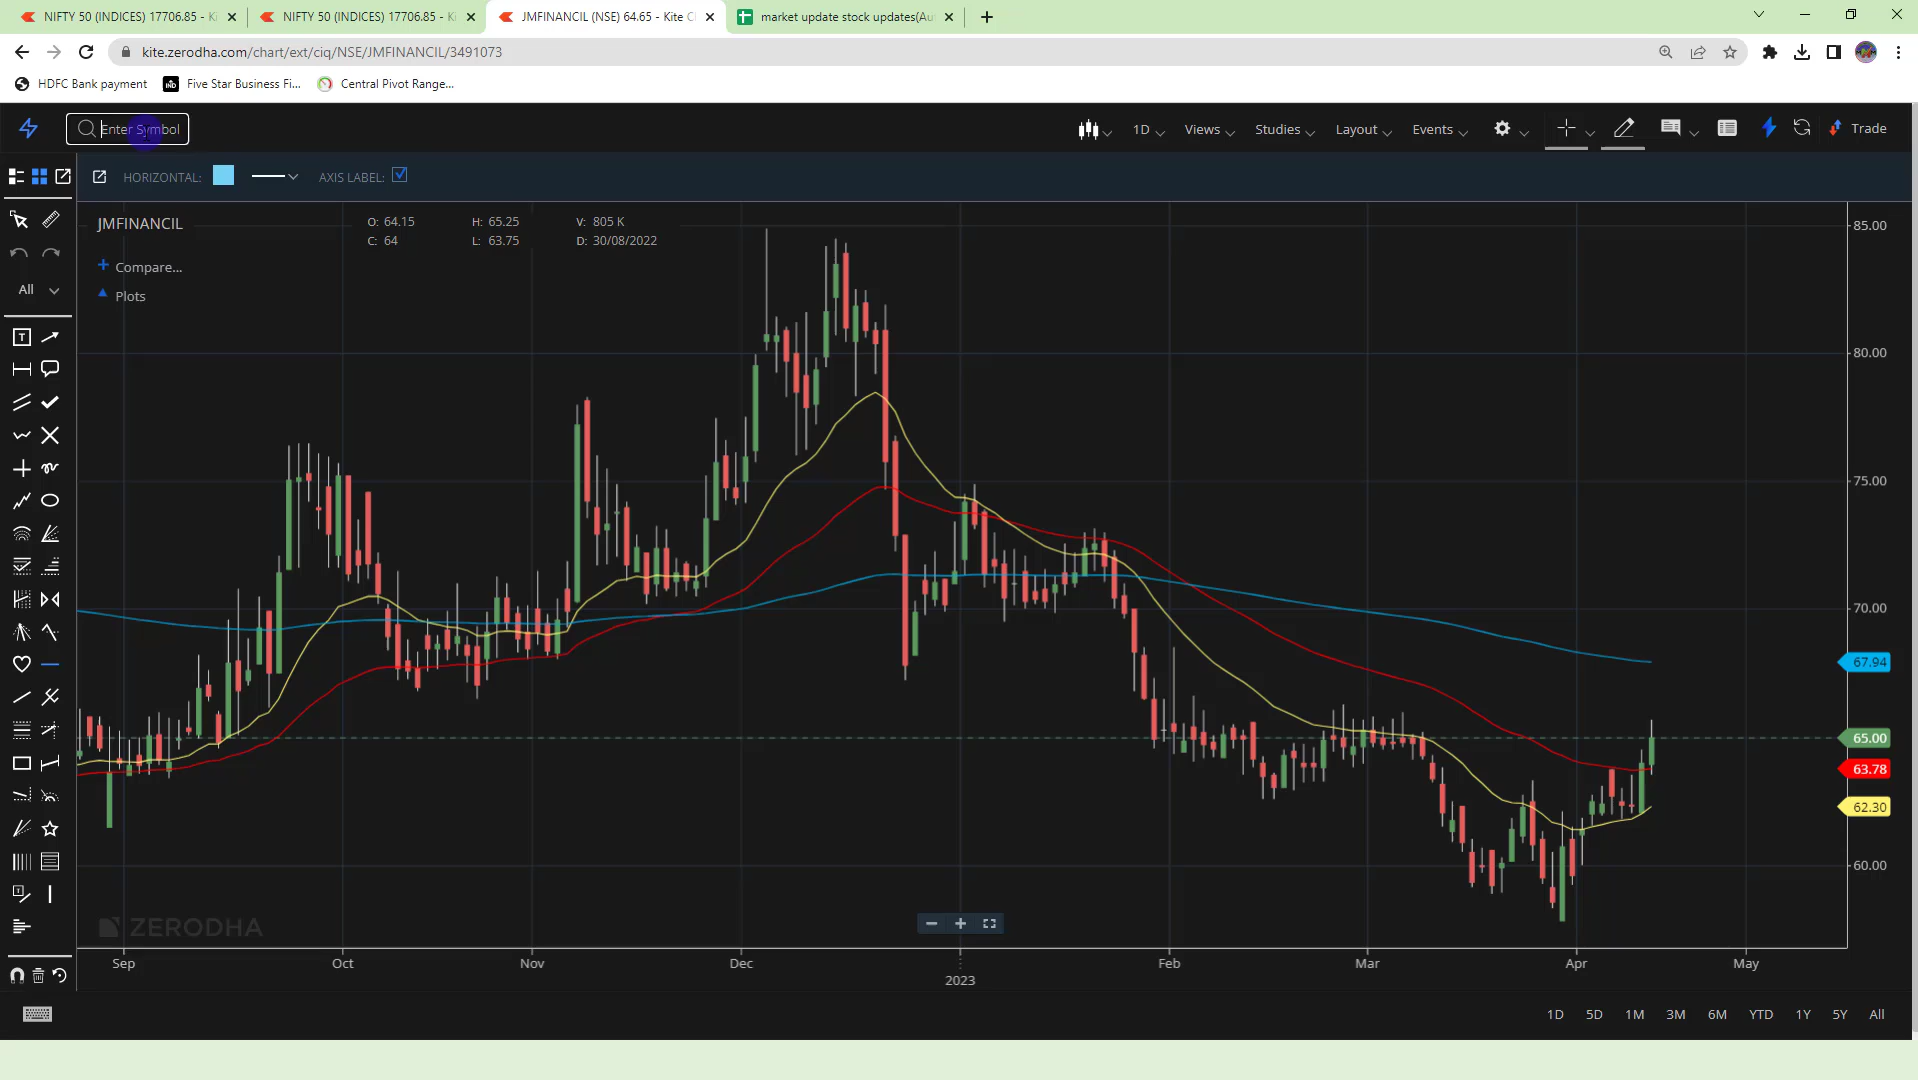 NIFTY 50 (INDICES) 17706.85 - Ki
NIFTY 50 (INDICES) 17706.85 - Ki
JMFINANCIL (NSE) 64.65 - Kite C
market update stock updates(Au
kite.zerodha.com/chart/ext/ciq/NSE/JMFINANCIL/3491073
HDFC Bank payment
Five Star Business Fi...
Central Pivot Range...
Enter Symbol
1D
Views
Studies
Layout
Events
Trade
HORIZONTAL:
AXIS LABEL:
JMFINANCIL
O: 64.15
H: 65.25
V: 805 K
C: 64
L: 63.75
D: 30/08/2022
Compare...
Plots
All
85.00
80.00
75.00
70.00
67.94
65.00
63.78
62.30
60.00
ZERODHA
Sep
Oct
Nov
Dec
2023
Feb
Mar
Apr
May
1D
5D
1M
3M
6M
YTD
1Y
5Y
All